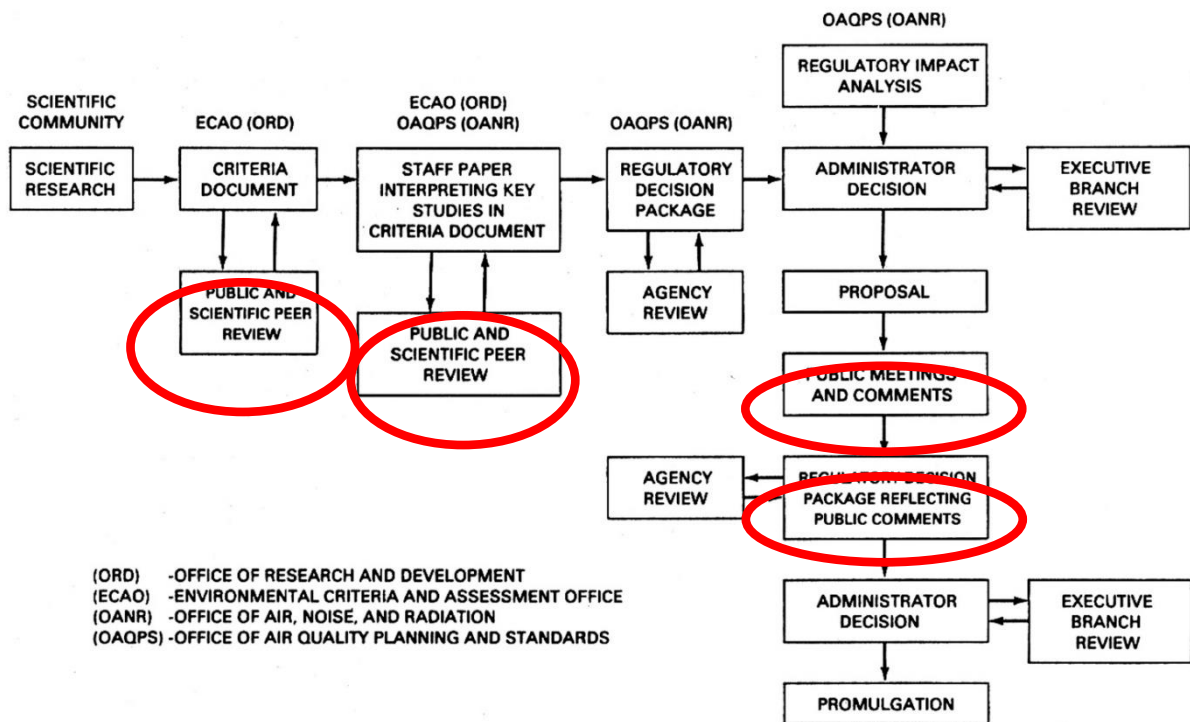 OAQPS (OANR)
REGULATORY IMPACT
ANALYSIS
SCIENTIFIC
COMMUNITY
ECAO (ORD)
ECAO (ORD)
OAQPS (OANR)
OAQPS (OANR)
SCIENTIFIC
RESEARCH
CRITERIA
DOCUMENT
STAFF PAPER
INTERPRETING KEY
STUDIES IN
CRITERIA DOCUMENT
REGULATORY
DECISION
PACKAGE
ADMINISTRATOR
DECISION
EXECUTIVE
BRANCH
REVIEW
PUBLIC AND
SCIENTIFIC PEER
REVIEW
PUBLIC AND
SCIENTIFIC PEER
REVIEW
AGENCY
REVIEW
PROPOSAL
PUBLIC MEETINGS
AND COMMENTS
AGENCY
REVIEW
REGULATORY DECISION
PACKAGE REFLECTING
PUBLIC COMMENTS
ADMINISTRATOR
DECISION
EXECUTIVE
BRANCH
REVIEW
PROMULGATION
(ORD) -OFFICE OF RESEARCH AND DEVELOPMENT
(ECAO) -ENVIRONMENTAL CRITERIA AND ASSESSMENT OFFICE
(OANR) -OFFICE OF AIR, NOISE, AND RADIATION
(OAQPS) -OFFICE OF AIR QUALITY PLANNING AND STANDARDS